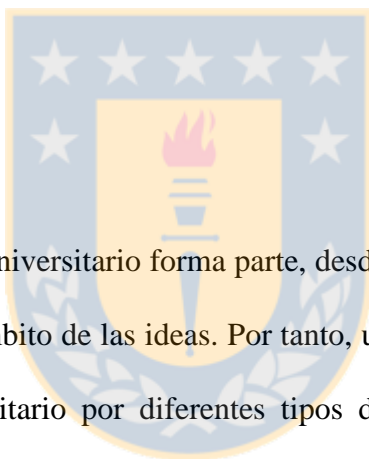 niversitario forma parte, desd
bito de las ideas. Por tanto, u
itario por diferentes tipos d